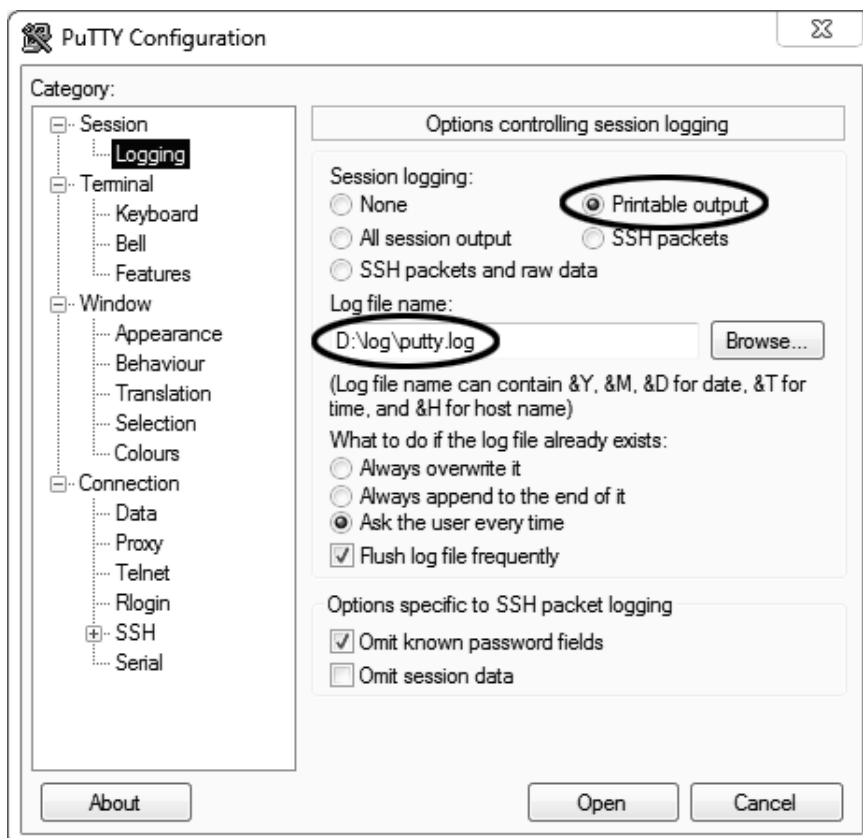 PuTTY Configuration
Category:
Session
Logging
Terminal
Keyboard
Bell
Features
Window
Appearance
Behaviour
Translation
Selection
Colours
Connection
Data
Proxy
Telnet
Rlogin
SSH
Serial
Options controlling session logging
Session logging:
None
Printable output
All session output
SSH packets
SSH packets and raw data
Log file name:
D:\log\putty.log
Browse...
(Log file name can contain &Y, &M, &D for date, &T for
time, and &H for host name)
What to do if the log file already exists:
Always overwrite it
Always append to the end of it
Ask the user every time
Flush log file frequently
Options specific to SSH packet logging
Omit known password fields
Omit session data
About
Open
Cancel